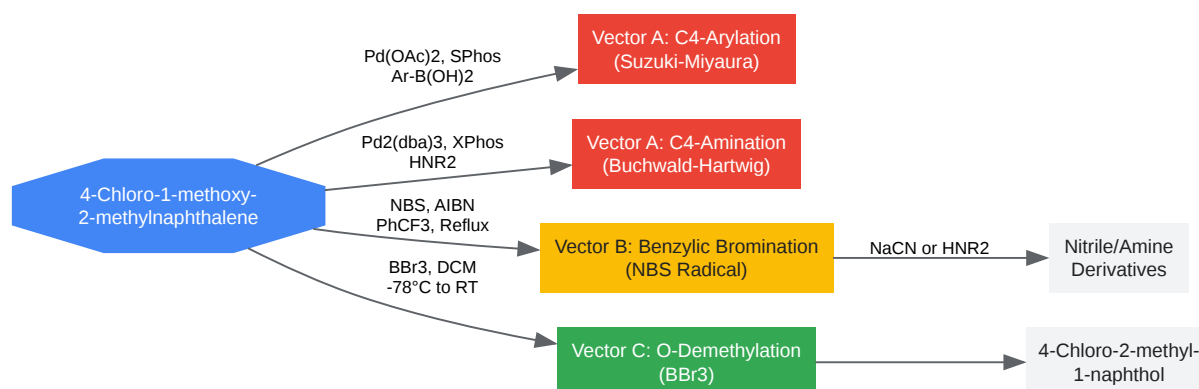 4-Chloro-1-methoxy-
2-methylnaphthalene
Pd(OAc)2, SPhos
Ar-B(OH)2
Vector A: C4-Arylation
(Suzuki-Miyaura)
Pd2(dba)3, XPhos
HNR2
Vector A: C4-Amination
(Buchwald-Hartwig)
NBS, AIBN
PhCF3, Reflux
Vector B: Benzylic Bromination
(NBS Radical)
NaCN or HNR2
Nitrile/Amine
Derivatives
BBr3, DCM
-78°C to RT
Vector C: O-Demethylation
(BBr3)
4-Chloro-2-methyl-
1-naphthol